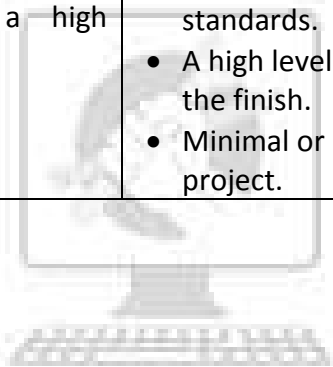 a high standards.
• A high level
the finish.
• Minimal or
project.